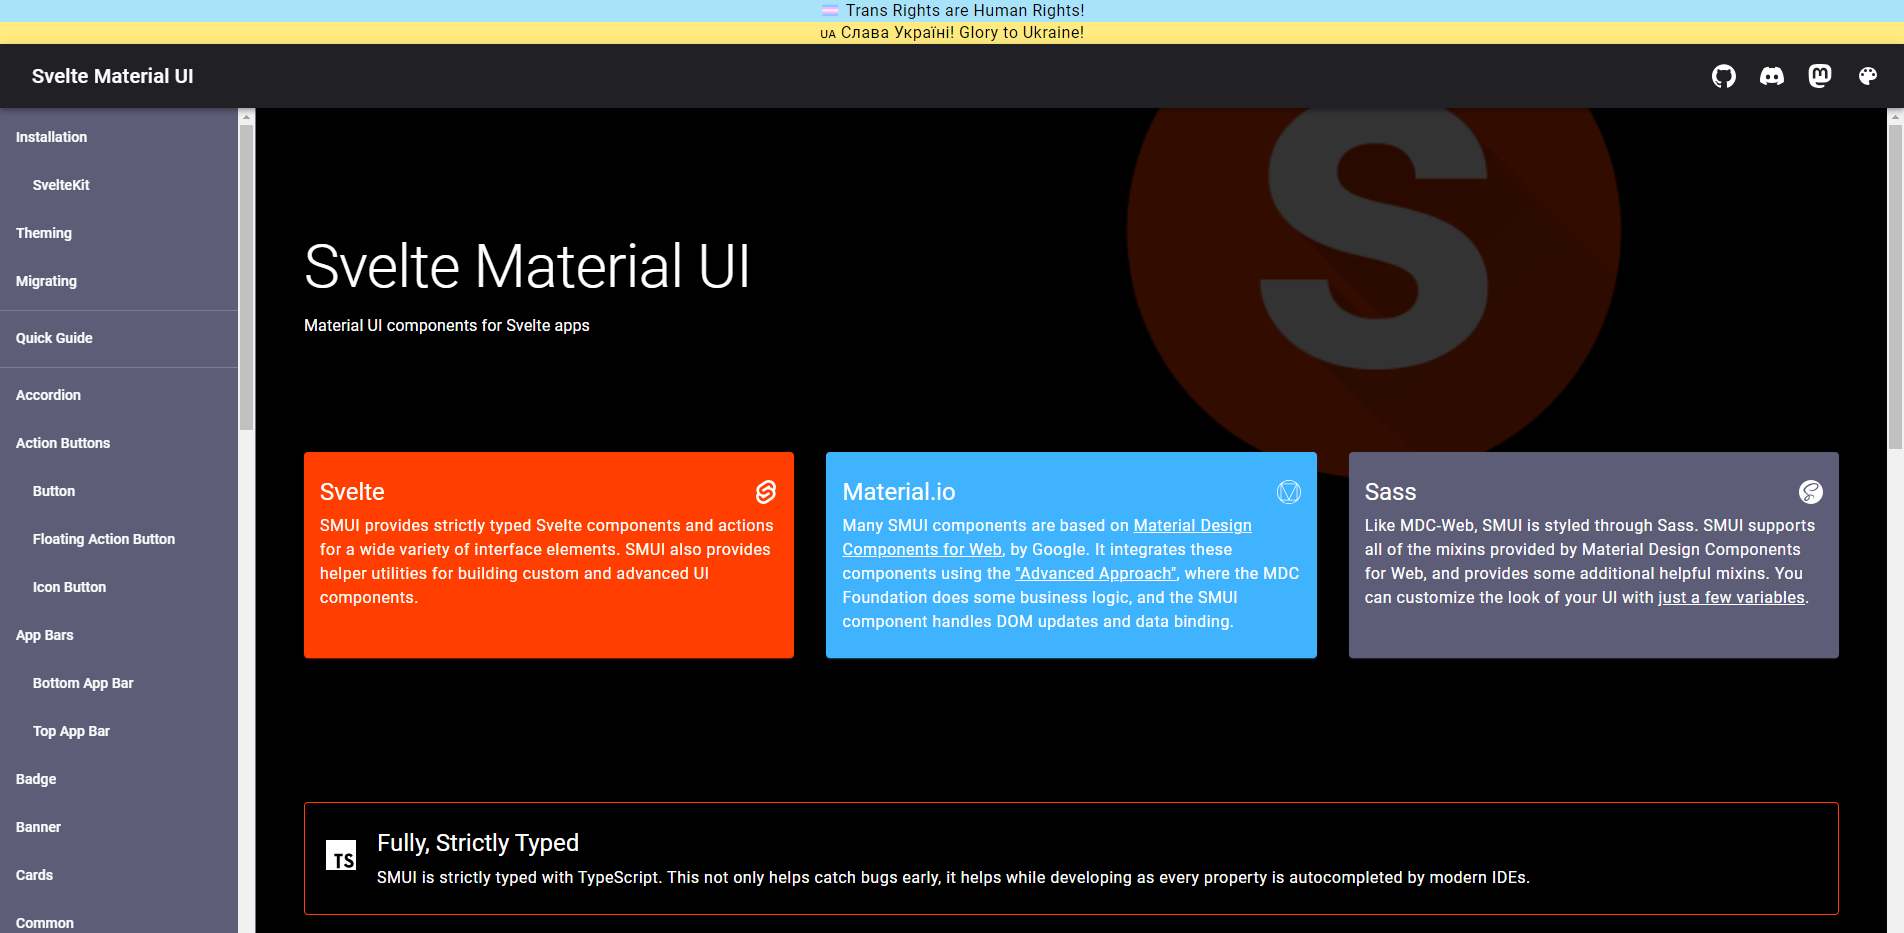 Trans Rights are Human Rights!
UA Слава Україні! Glory to Ukraine!
Svelte Material UI
Installation
SvelteKit
Theming
Migrating
Quick Guide
Accordion
Action Buttons
Button
Floating Action Button
Icon Button
App Bars
Bottom App Bar
Top App Bar
Badge
Banner
Cards
Common
S
Svelte Material UI
Material UI components for Svelte apps
Svelte
SMUI provides strictly typed Svelte components and actions
for a wide variety of interface elements. SMUI also provides
helper utilities for building custom and advanced UI
components.
Material.io
Many SMUI components are based on Material Design
Components for Web, by Google. It integrates these
components using the "Advanced Approach", where the MDC
Foundation does some business logic, and the SMUI
component handles DOM updates and data binding.
Sass
Like MDC-Web, SMUI is styled through Sass. SMUI supports
all of the mixins provided by Material Design Components
for Web, and provides some additional helpful mixins. You
can customize the look of your UI with just a few variables.
TS
Fully, Strictly Typed
SMUI is strictly typed with TypeScript. This not only helps catch bugs early, it helps while developing as every property is autocompleted by modern IDEs.